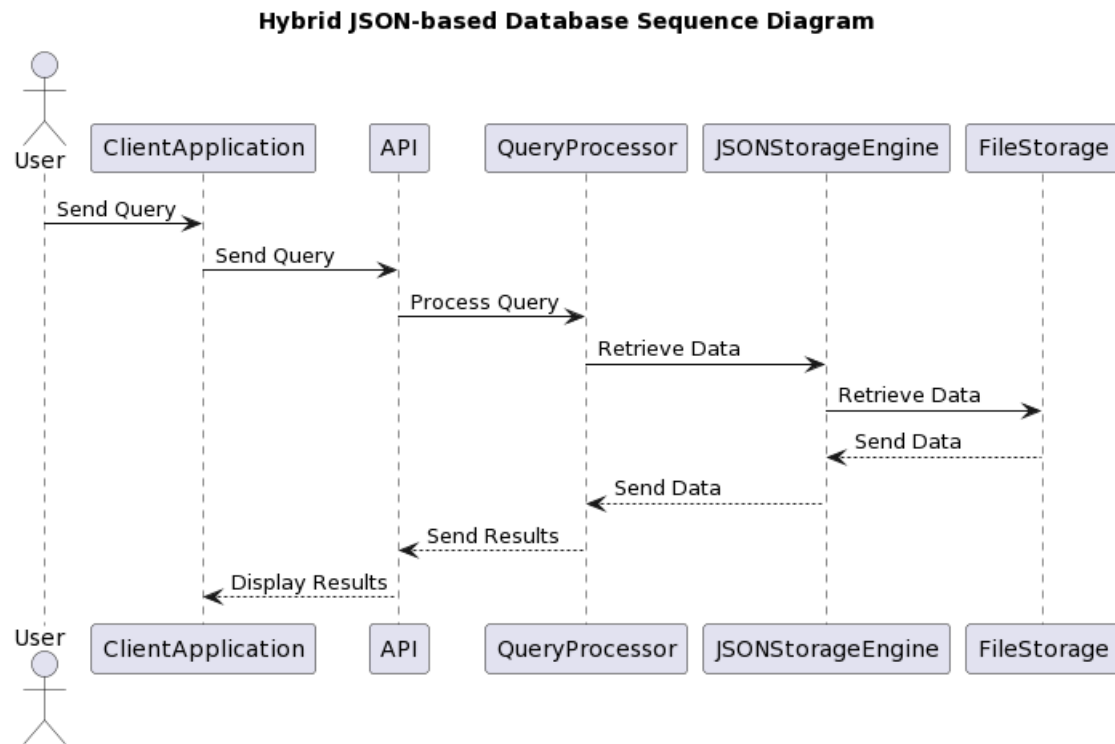 Hybrid JSON-based Database Sequence Diagram
User
ClientApplication
API
QueryProcessor
JSONStorageEngine
FileStorage
Send Query
Send Query
Process Query
Retrieve Data
Retrieve Data
Send Data
Send Data
Send Results
Display Results
User
ClientApplication
API
QueryProcessor
JSONStorageEngine
FileStorage